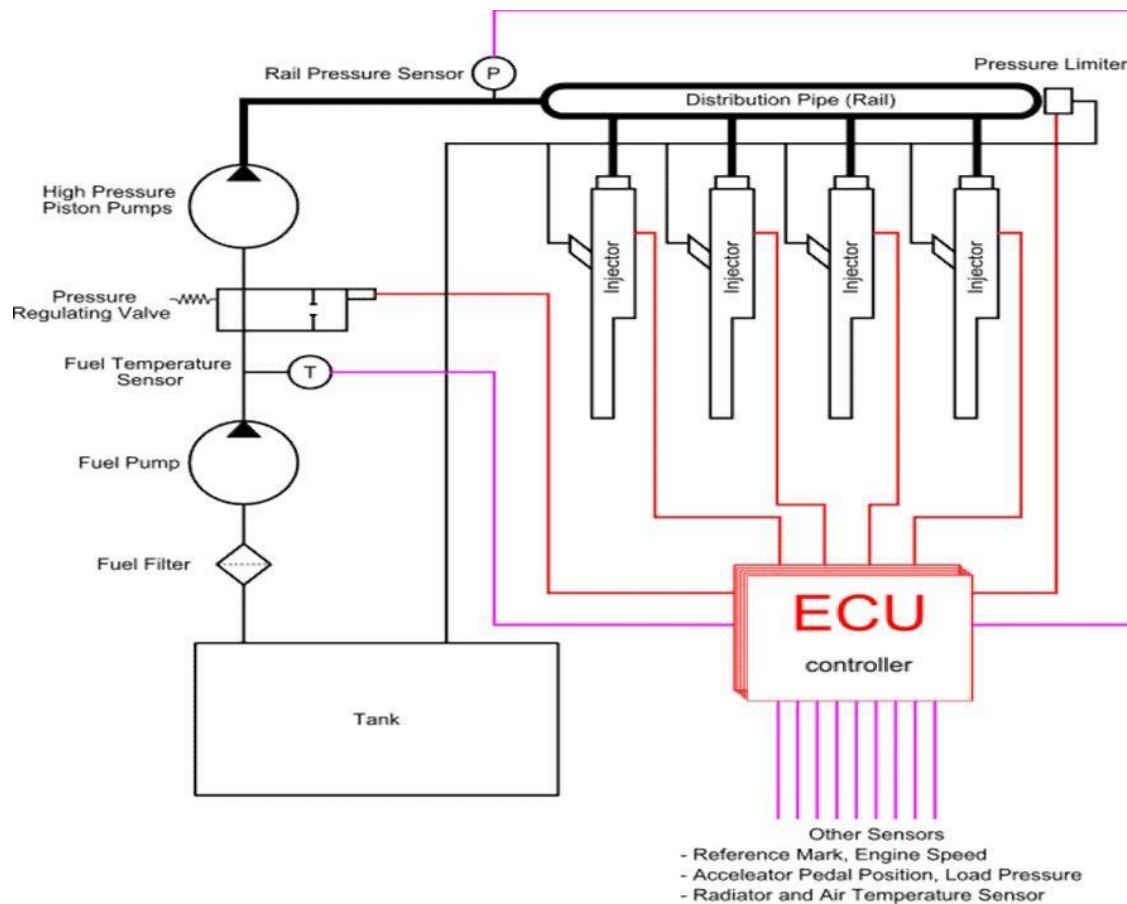 Rail Pressure Sensor
P
Pressure Limiter
Distribution Pipe (Rail)
High Pressure
Piston Pumps
Injector
Injector
Injector
Injector
Pressure
Regulating Valve
Fuel Temperature
Sensor
T
Fuel Pump
Fuel Filter
ECU
controller
Tank
Other Sensors
- Reference Mark, Engine Speed
- Acceleator Pedal Position, Load Pressure
- Radiator and Air Temperature Sensor